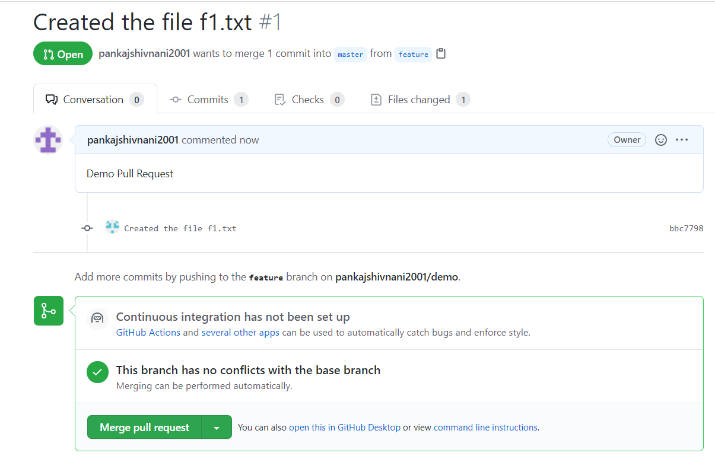 Created the file f1.txt #1
Open pankajshivnani2001 wants to merge 1 commit into master from feature
Conversation 0 Commits 1 Checks 0 Files changed 1
pankajshivnani2001 commented now Owner
Demo Pull Request
Created the file f1.txt bbc7798
Add more commits by pushing to the feature branch on pankajshivnani2001/demo.
Continuous integration has not been set up
GitHub Actions and several other apps can be used to automatically catch bugs and enforce style.
This branch has no conflicts with the base branch
Merging can be performed automatically.
Merge pull request You can also open this in GitHub Desktop or view command line instructions.